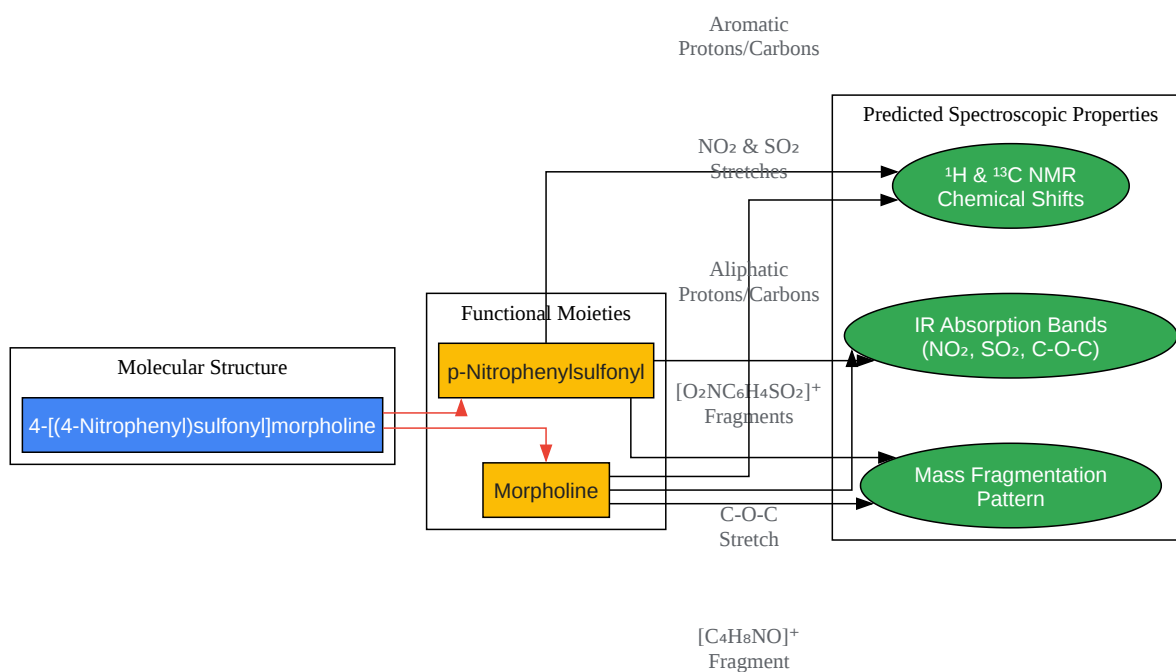 Aromatic
Protons/Carbons
Predicted Spectroscopic Properties
NO₂ & SO₂
Stretches
¹H & ¹³C NMR
Chemical Shifts
Aliphatic
Protons/Carbons
Functional Moieties
IR Absorption Bands
(NO₂, SO₂, C-O-C)
Molecular Structure
p-Nitrophenylsulfonyl
[O₂NC₆H₄SO₂]⁺
Fragments
4-[(4-Nitrophenyl)sulfonyl]morpholine
Morpholine
Mass Fragmentation
Pattern
C-O-C
Stretch
[C₄H₈NO]⁺
Fragment